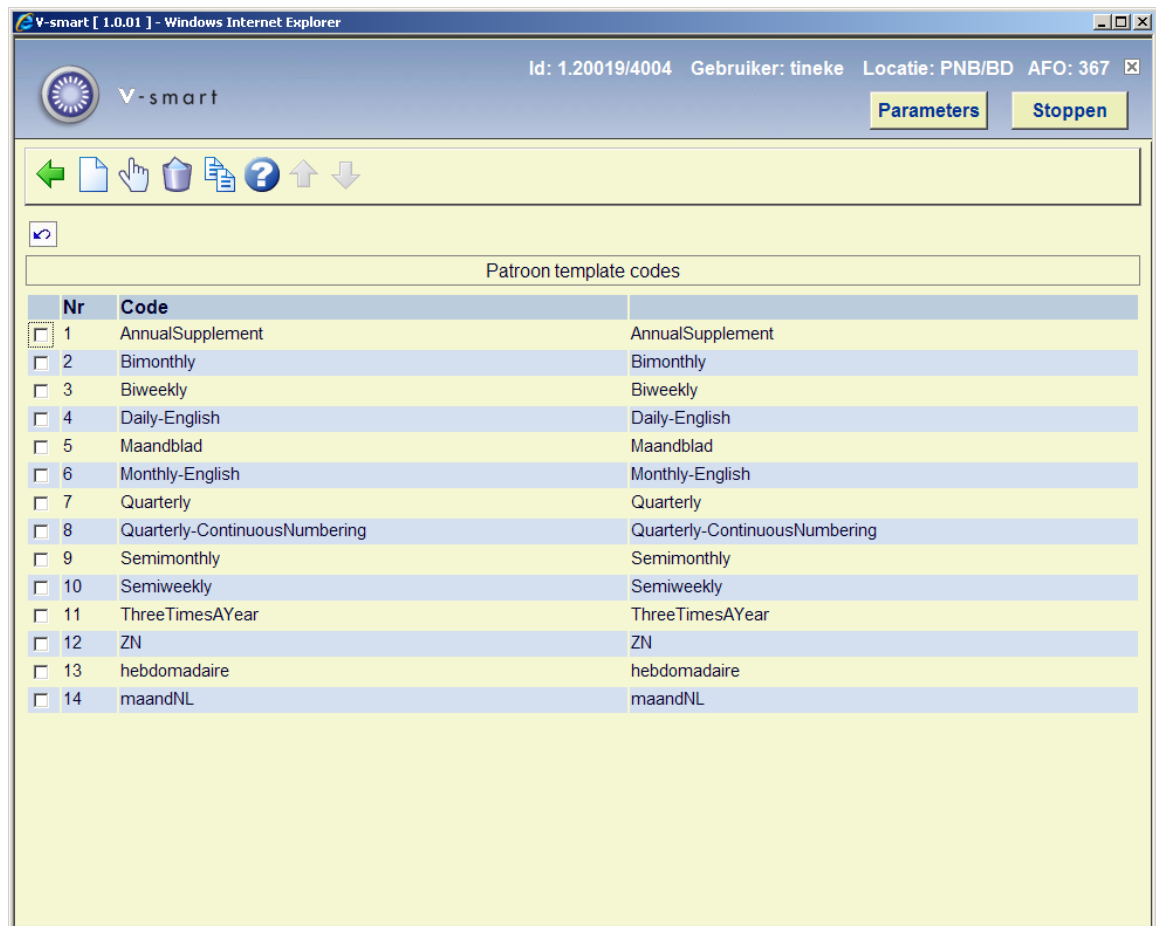 V-smart [ 1.0.01 ] - Windows Internet Explorer
Id: 1.20019/4004 Gebruiker: tineke Locatie: PNB/BD AFO: 367
V-smart
Parameters Stoppen
Patroon template codes
Nr Code
1 AnnualSupplement AnnualSupplement
2 Bimonthly Bimonthly
3 Biweekly Biweekly
4 Daily-English Daily-English
5 Maandblad Maandblad
6 Monthly-English Monthly-English
7 Quarterly Quarterly
8 Quarterly-ContinuousNumbering Quarterly-ContinuousNumbering
9 Semimonthly Semimonthly
10 Semiweekly Semiweekly
11 ThreeTimesAYear ThreeTimesAYear
12 ZN ZN
13 hebdomadaire hebdomadaire
14 maandNL maandNL